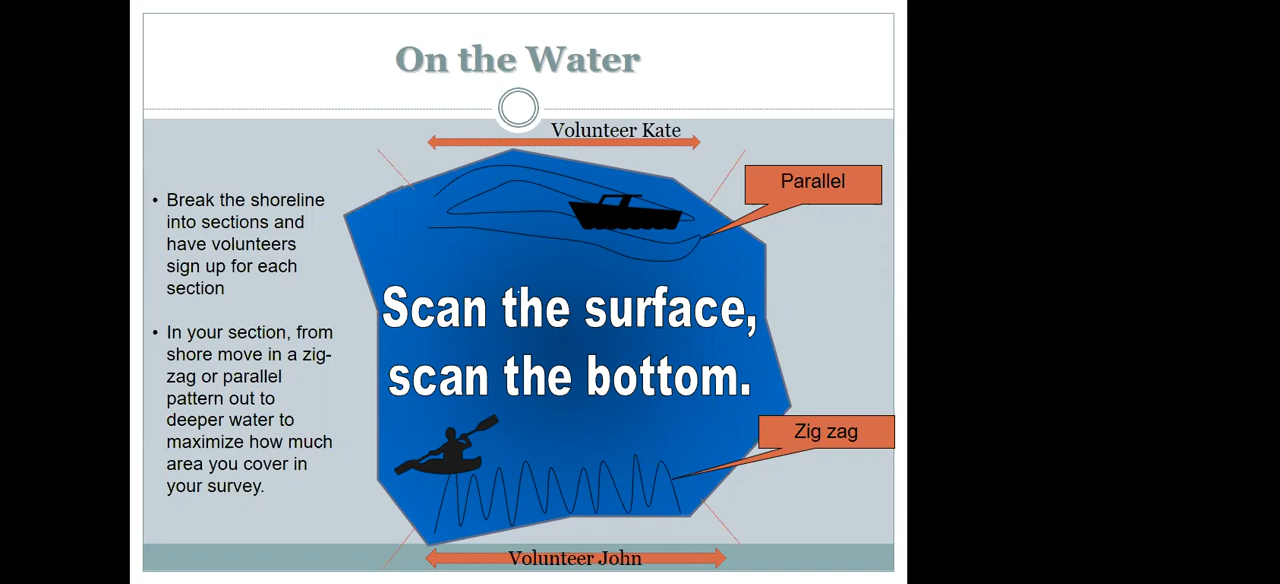 On the Water
Volunteer Kate
Parallel
• Break the shoreline
into sections and
have volunteers
sign up for each
section
• In your section, from
shore move in a zig-
zag or parallel
pattern out to
deeper water to
maximize how much
area you cover in
your survey.
Scan the surface,
scan the bottom.
Zig zag
Volunteer John